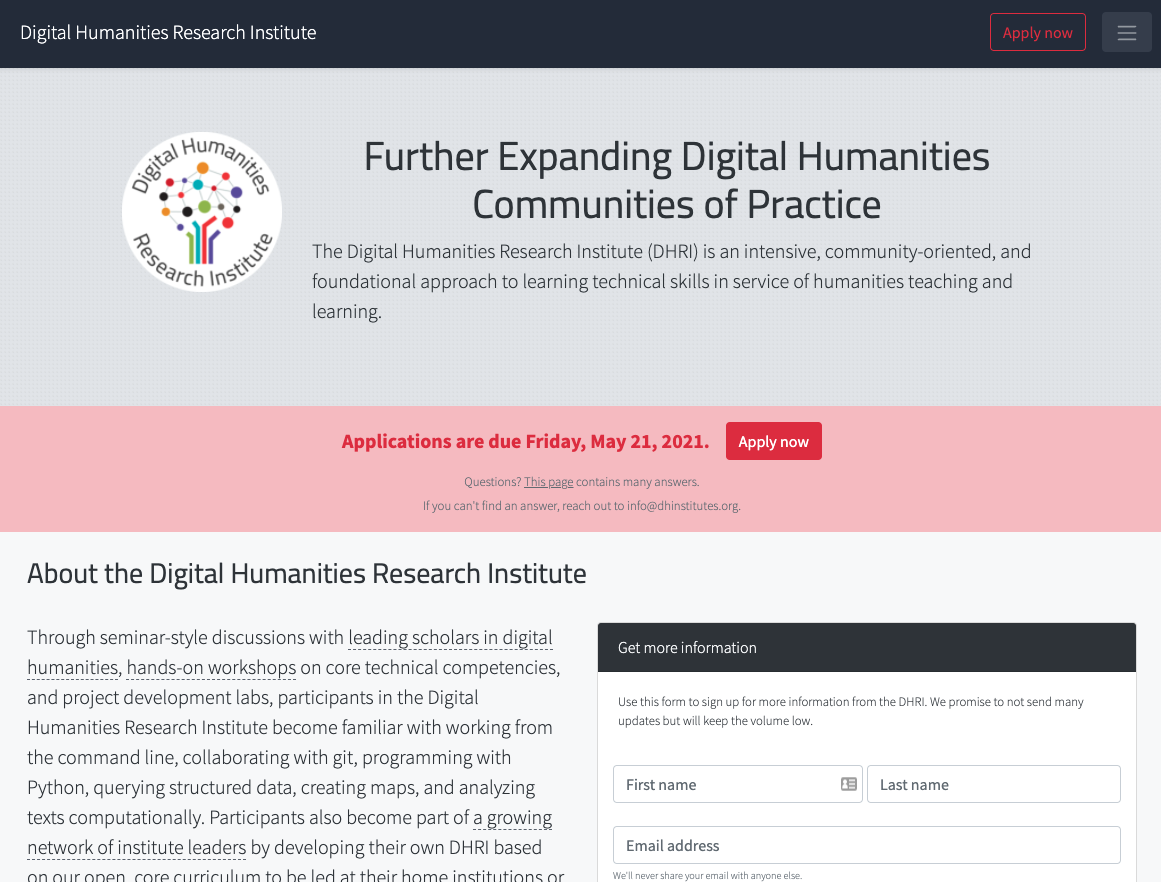 Digital Humanities Research Institute
Apply now
Digital Humanities
Research Institute
Further Expanding Digital Humanities
Communities of Practice
The Digital Humanities Research Institute (DHRI) is an intensive, community-oriented, and
foundational approach to learning technical skills in service of humanities teaching and
learning.
Applications are due Friday, May 21, 2021.
Apply now
Questions? This page contains many answers.
If you can't find an answer, reach out to info@dhinstitutes.org.
About the Digital Humanities Research Institute
Through seminar-style discussions with leading scholars in digital
humanities, hands-on workshops on core technical competencies,
and project development labs, participants in the Digital
Humanities Research Institute become familiar with working from
the command line, collaborating with git, programming with
Python, querying structured data, creating maps, and analyzing
texts computationally. Participants also become part of a growing
network of institute leaders by developing their own DHRI based
on our open, core curriculum to be led at their home institutions or
Get more information
Use this form to sign up for more information from the DHRI. We promise to not send many
updates but will keep the volume low.
First name
Last name
Email address
We'll never share your email with anyone else.